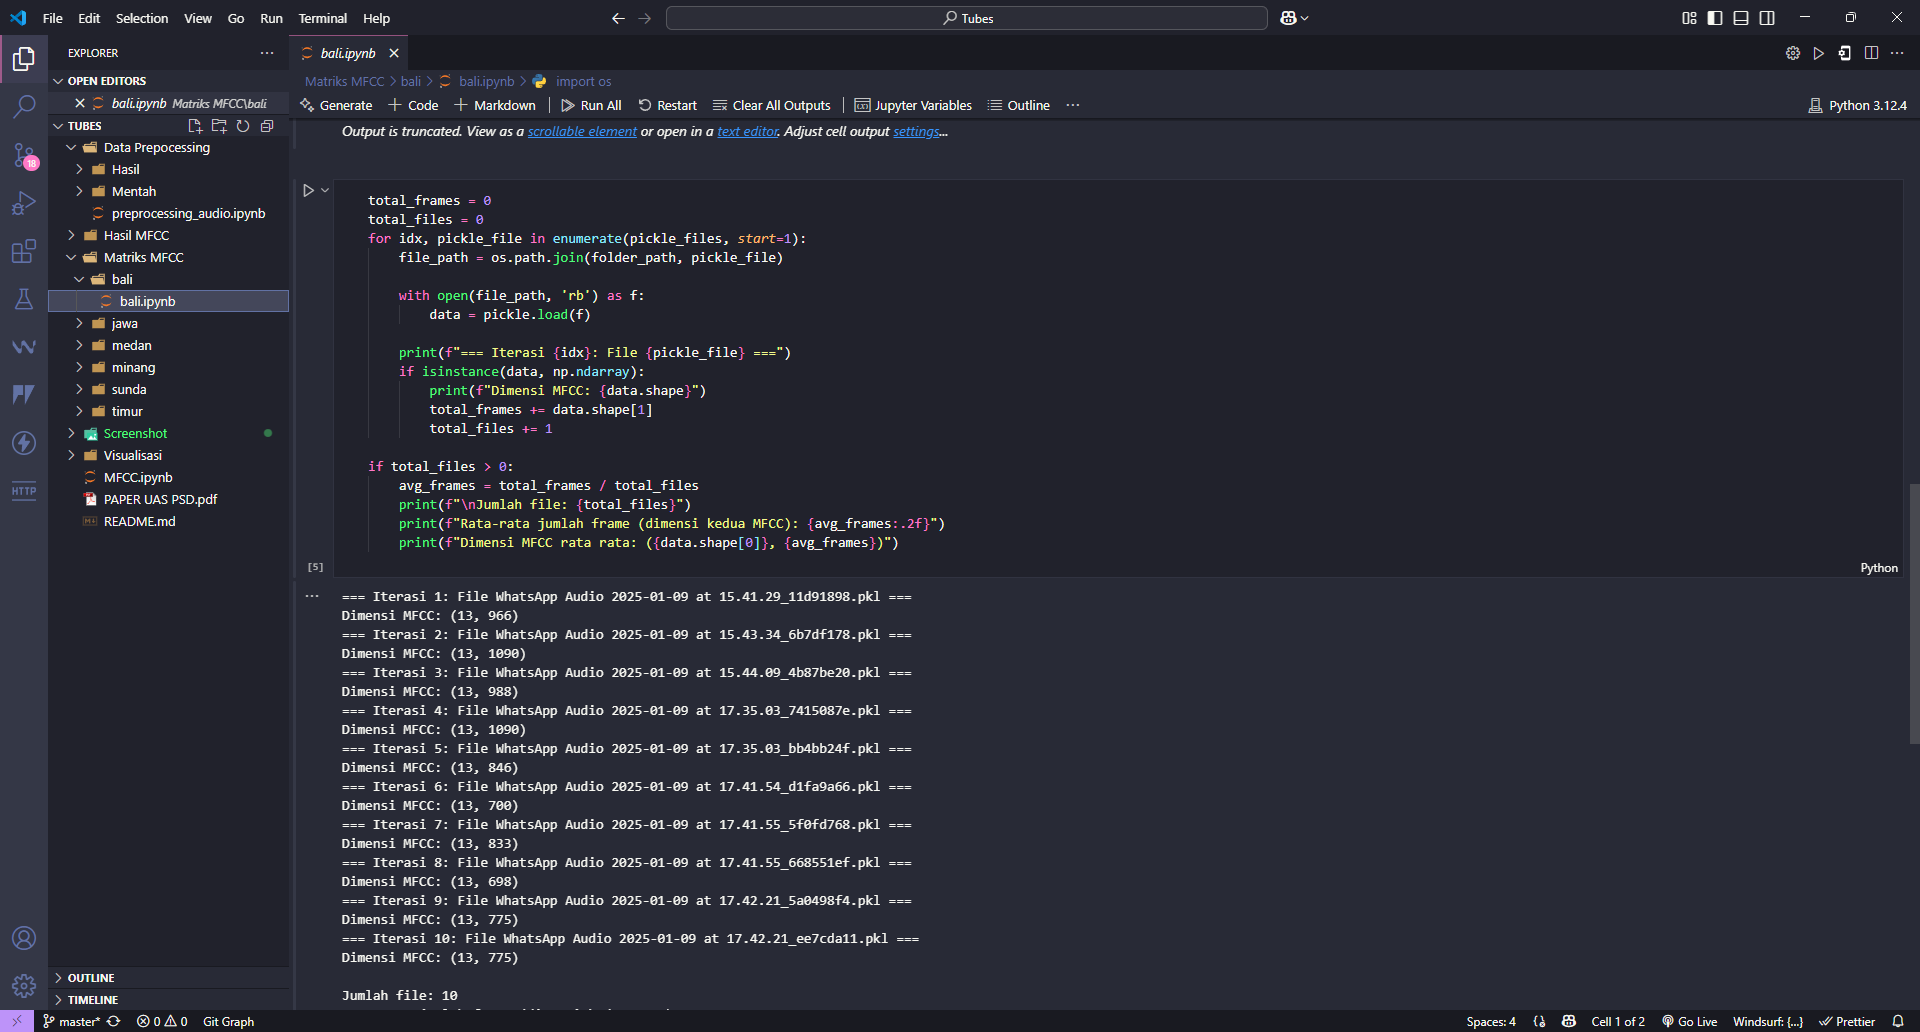 File Edit Selection View Go Run Terminal Help
Tubes
EXPLORER
OPEN EDITORS
bali.ipynb Matriks MFCC\bali
TUBES
Data Prepocessing
Hasil
Mentah
preprocessing_audio.ipynb
Hasil MFCC
Matriks MFCC
bali
bali.ipynb
jawa
medan
minang
sunda
timur
Screenshot
Visualisasi
MFCC.ipynb
PAPER UAS PSD.pdf
README.md
OUTLINE
TIMELINE
18
HTTP
bali.ipynb
Matriks MFCC > bali > bali.ipynb > import os
Generate + Code + Markdown Run All Restart Clear All Outputs Jupyter Variables Outline ... Python 3.12.4
Output is truncated. View as a scrollable element or open in a text editor. Adjust cell output settings...
total_frames = 0
total_files = 0
for idx, pickle_file in enumerate(pickle_files, start=1):
    file_path = os.path.join(folder_path, pickle_file)
    with open(file_path, 'rb') as f:
        data = pickle.load(f)
    print(f"=== Iterasi {idx}: File {pickle_file} ===")
    if isinstance(data, np.ndarray):
        print(f"Dimensi MFCC: {data.shape}")
        total_frames += data.shape[1]
        total_files += 1
if total_files > 0:
    avg_frames = total_frames / total_files
    print(f"\nJumlah file: {total_files}")
    print(f"Rata-rata jumlah frame (dimensi kedua MFCC): {avg_frames:.2f}")
    print(f"Dimensi MFCC rata rata: ({data.shape[0]}, {avg_frames})")
[5]
Python
=== Iterasi 1: File WhatsApp Audio 2025-01-09 at 15.41.29_11d91898.pkl ===
Dimensi MFCC: (13, 966)
=== Iterasi 2: File WhatsApp Audio 2025-01-09 at 15.43.34_6b7df178.pkl ===
Dimensi MFCC: (13, 1090)
=== Iterasi 3: File WhatsApp Audio 2025-01-09 at 15.44.09_4b87be20.pkl ===
Dimensi MFCC: (13, 988)
=== Iterasi 4: File WhatsApp Audio 2025-01-09 at 17.35.03_7415087e.pkl ===
Dimensi MFCC: (13, 1090)
=== Iterasi 5: File WhatsApp Audio 2025-01-09 at 17.35.03_bb4bb24f.pkl ===
Dimensi MFCC: (13, 846)
=== Iterasi 6: File WhatsApp Audio 2025-01-09 at 17.41.54_d1fa9a66.pkl ===
Dimensi MFCC: (13, 700)
=== Iterasi 7: File WhatsApp Audio 2025-01-09 at 17.41.55_5f0fd768.pkl ===
Dimensi MFCC: (13, 833)
=== Iterasi 8: File WhatsApp Audio 2025-01-09 at 17.41.55_668551ef.pkl ===
Dimensi MFCC: (13, 698)
=== Iterasi 9: File WhatsApp Audio 2025-01-09 at 17.42.21_5a0498f4.pkl ===
Dimensi MFCC: (13, 775)
=== Iterasi 10: File WhatsApp Audio 2025-01-09 at 17.42.21_ee7cda11.pkl ===
Dimensi MFCC: (13, 775)
Jumlah file: 10
master* 0 0 Git Graph
Spaces: 4 Cell 1 of 2 Go Live Windsurf: {...} Prettier